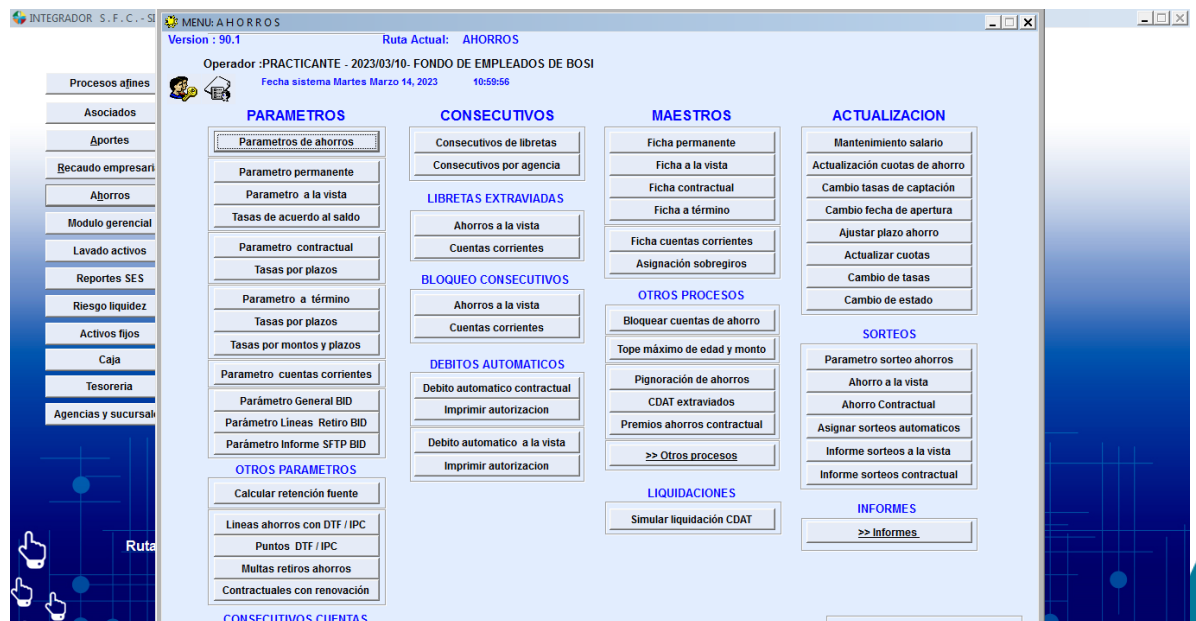 INTEGRADOR S.F.C.- SI
MENU: A H O R R O S
Version : 90.1
Ruta Actual: AHORROS
Operador :PRACTICANTE - 2023/03/10- FONDO DE EMPLEADOS DE BOSI
Fecha sistema Martes Marzo 14, 2023 10:59:56
Procesos afines
Asociados
Aportes
Recaudo empresari
Ahorros
Modulo gerencial
Lavado activos
Reportes SES
Riesgo liquidez
Activos fijos
Caja
Tesoreria
Agencias y sucursale
Ruta
PARAMETROS
Parametros de ahorros
Parametro permanente
Parametro a la vista
Tasas de acuerdo al saldo
Parametro contractual
Tasas por plazos
Parametro a término
Tasas por plazos
Tasas por montos y plazos
Parametro cuentas corrientes
Parámetro General BID
Parámetro Líneas Retiro BID
Parámetro Informe SFTP BID
OTROS PARAMETROS
Calcular retención fuente
Lineas ahorros con DTF / IPC
Puntos DTF / IPC
Multas retiros ahorros
Contractuales con renovación
CONSECUTIVOS CUENTAS
CONSECUTIVOS
Consecutivos de libretas
Consecutivos por agencia
LIBRETAS EXTRAVIADAS
Ahorros a la vista
Cuentas corrientes
BLOQUEO CONSECUTIVOS
Ahorros a la vista
Cuentas corrientes
DEBITOS AUTOMATICOS
Debito automatico contractual
Imprimir autorizacion
Debito automatico a la vista
Imprimir autorizacion
MAESTROS
Ficha permanente
Ficha a la vista
Ficha contractual
Ficha a término
Ficha cuentas corrientes
Asignación sobregiros
OTROS PROCESOS
Bloquear cuentas de ahorro
Tope máximo de edad y monto
Pignoración de ahorros
CDAT extraviados
Premios ahorros contractual
>> Otros procesos
LIQUIDACIONES
Simular liquidación CDAT
ACTUALIZACION
Mantenimiento salario
Actualización cuotas de ahorro
Cambio tasas de captación
Cambio fecha de apertura
Ajustar plazo ahorro
Actualizar cuotas
Cambio de tasas
Cambio de estado
SORTEOS
Parametro sorteo ahorros
Ahorro a la vista
Ahorro Contractual
Asignar sorteos automaticos
Informe sorteos a la vista
Informe sorteos contractual
INFORMES
>> Informes